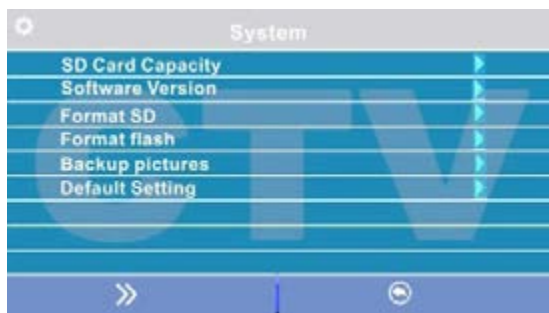 System
SD Card Capacity
Software Version
Format SD
Format flash
Backup pictures
Default Setting
CTV